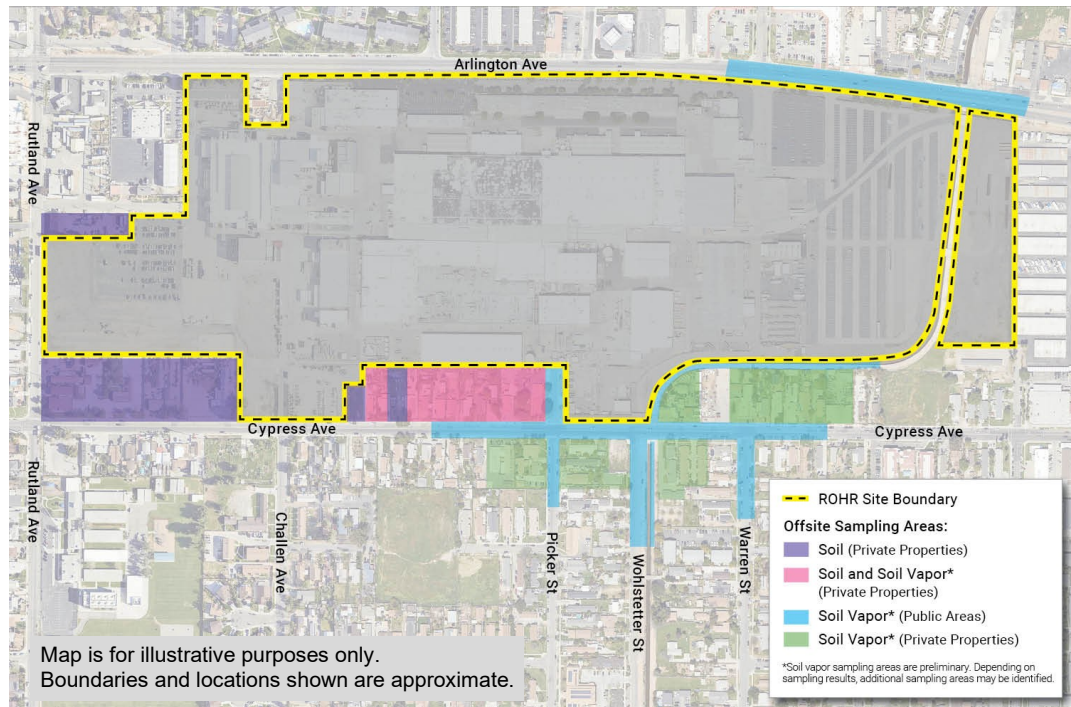 Arlington Ave
Rutland Ave
Cypress Ave
Cypress Ave
Rutland Ave
Challen Ave
Picker St
Wohlstetter St
Warren St
ROHR Site Boundary
Offsite Sampling Areas:
Soil (Private Properties)
Soil and Soil Vapor*
(Private Properties)
Soil Vapor* (Public Areas)
Soil Vapor* (Private Properties)
*Soil vapor sampling areas are preliminary. Depending on
sampling results, additional sampling areas may be identified.
Map is for illustrative purposes only.
Boundaries and locations shown are approximate.